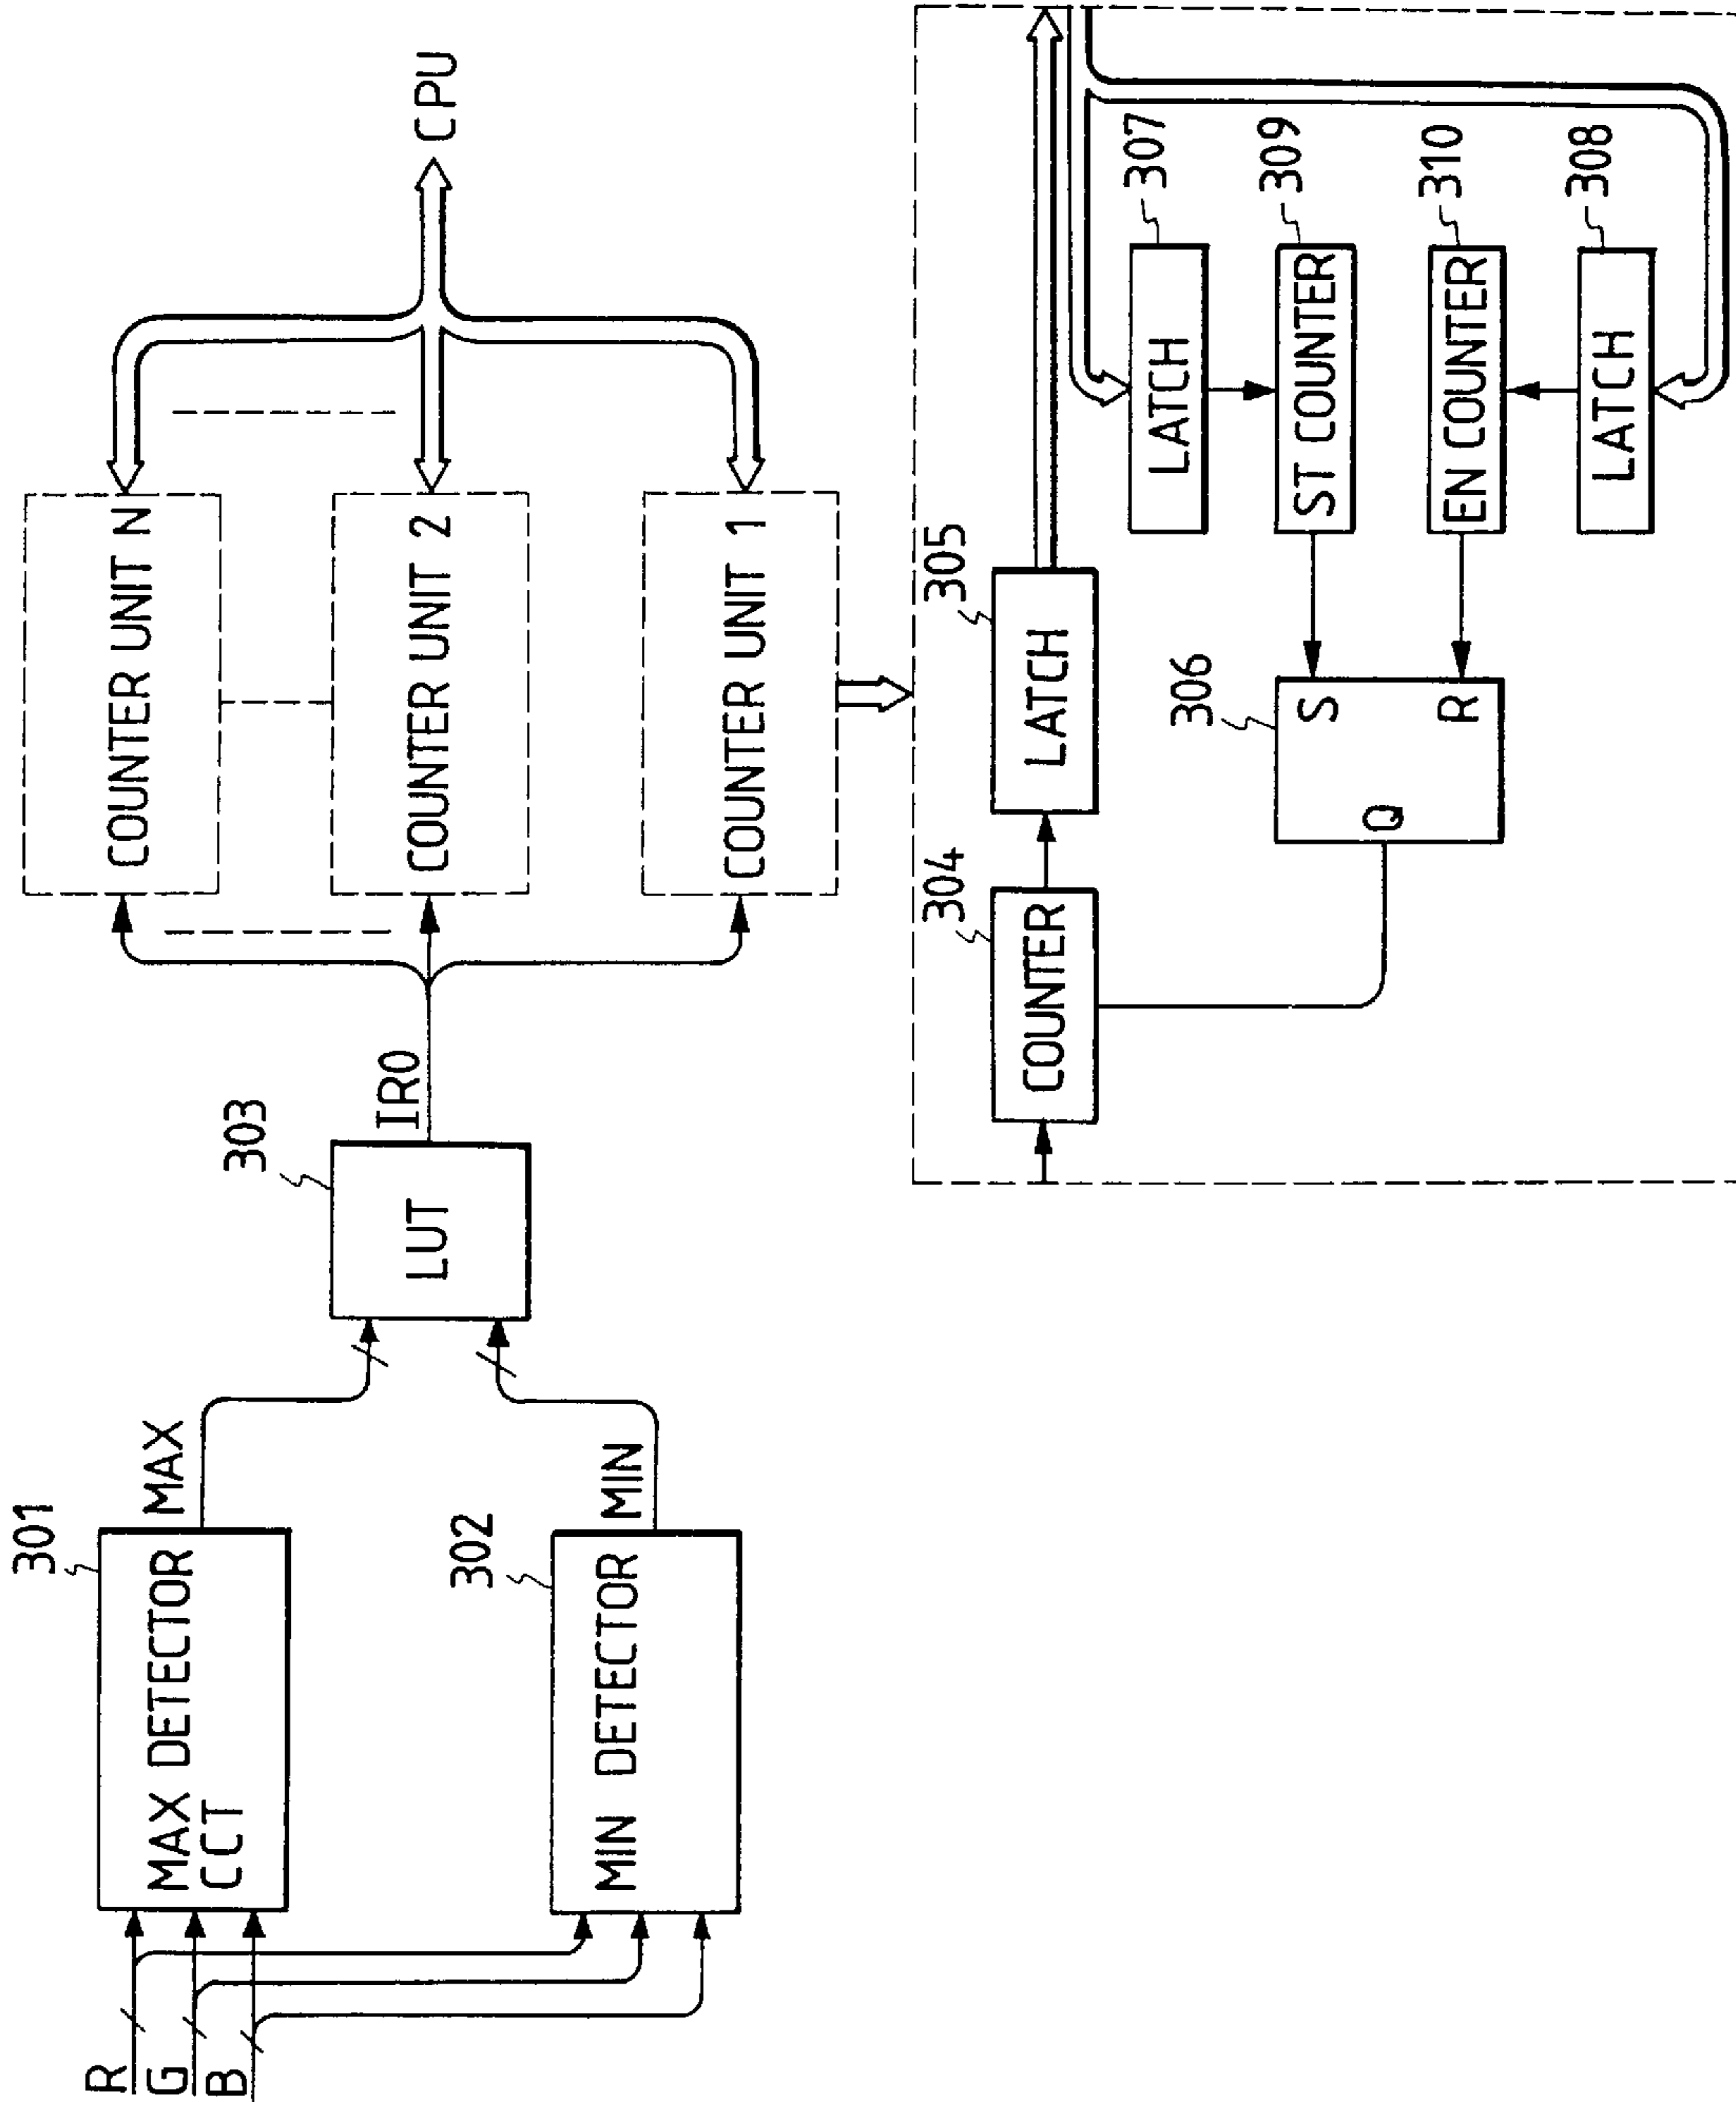 R
G
B
301
MAX DETECTOR
CCT
MAX
302
MIN DETECTOR
MIN
303
LUT
IRO
COUNTER UNIT N
COUNTER UNIT 2
COUNTER UNIT 1
CPU
304
COUNTER
305
LATCH
306
S
R
Q
307
LATCH
309
ST COUNTER
310
EN COUNTER
308
LATCH